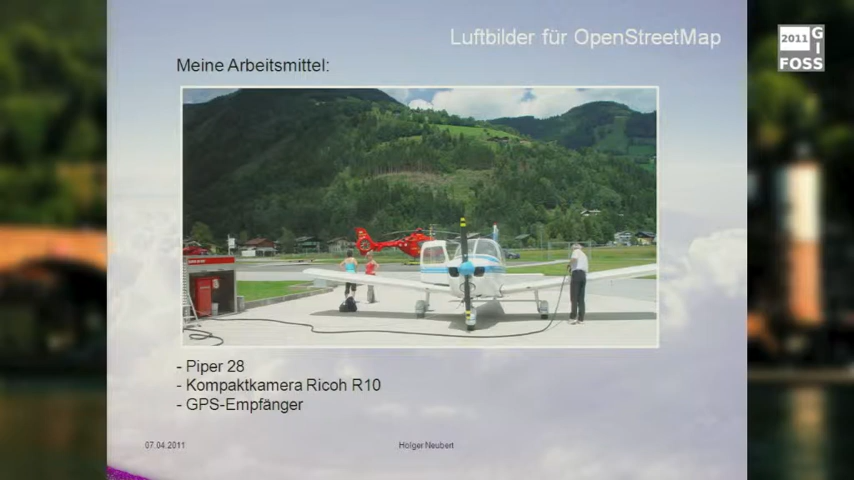 Luftbilder für OpenStreetMap
2011
GI
FOSS
Meine Arbeitsmittel:
- Piper 28
- Kompaktkamera Ricoh R10
- GPS-Empfänger
07.04.2011
Holger Neubert